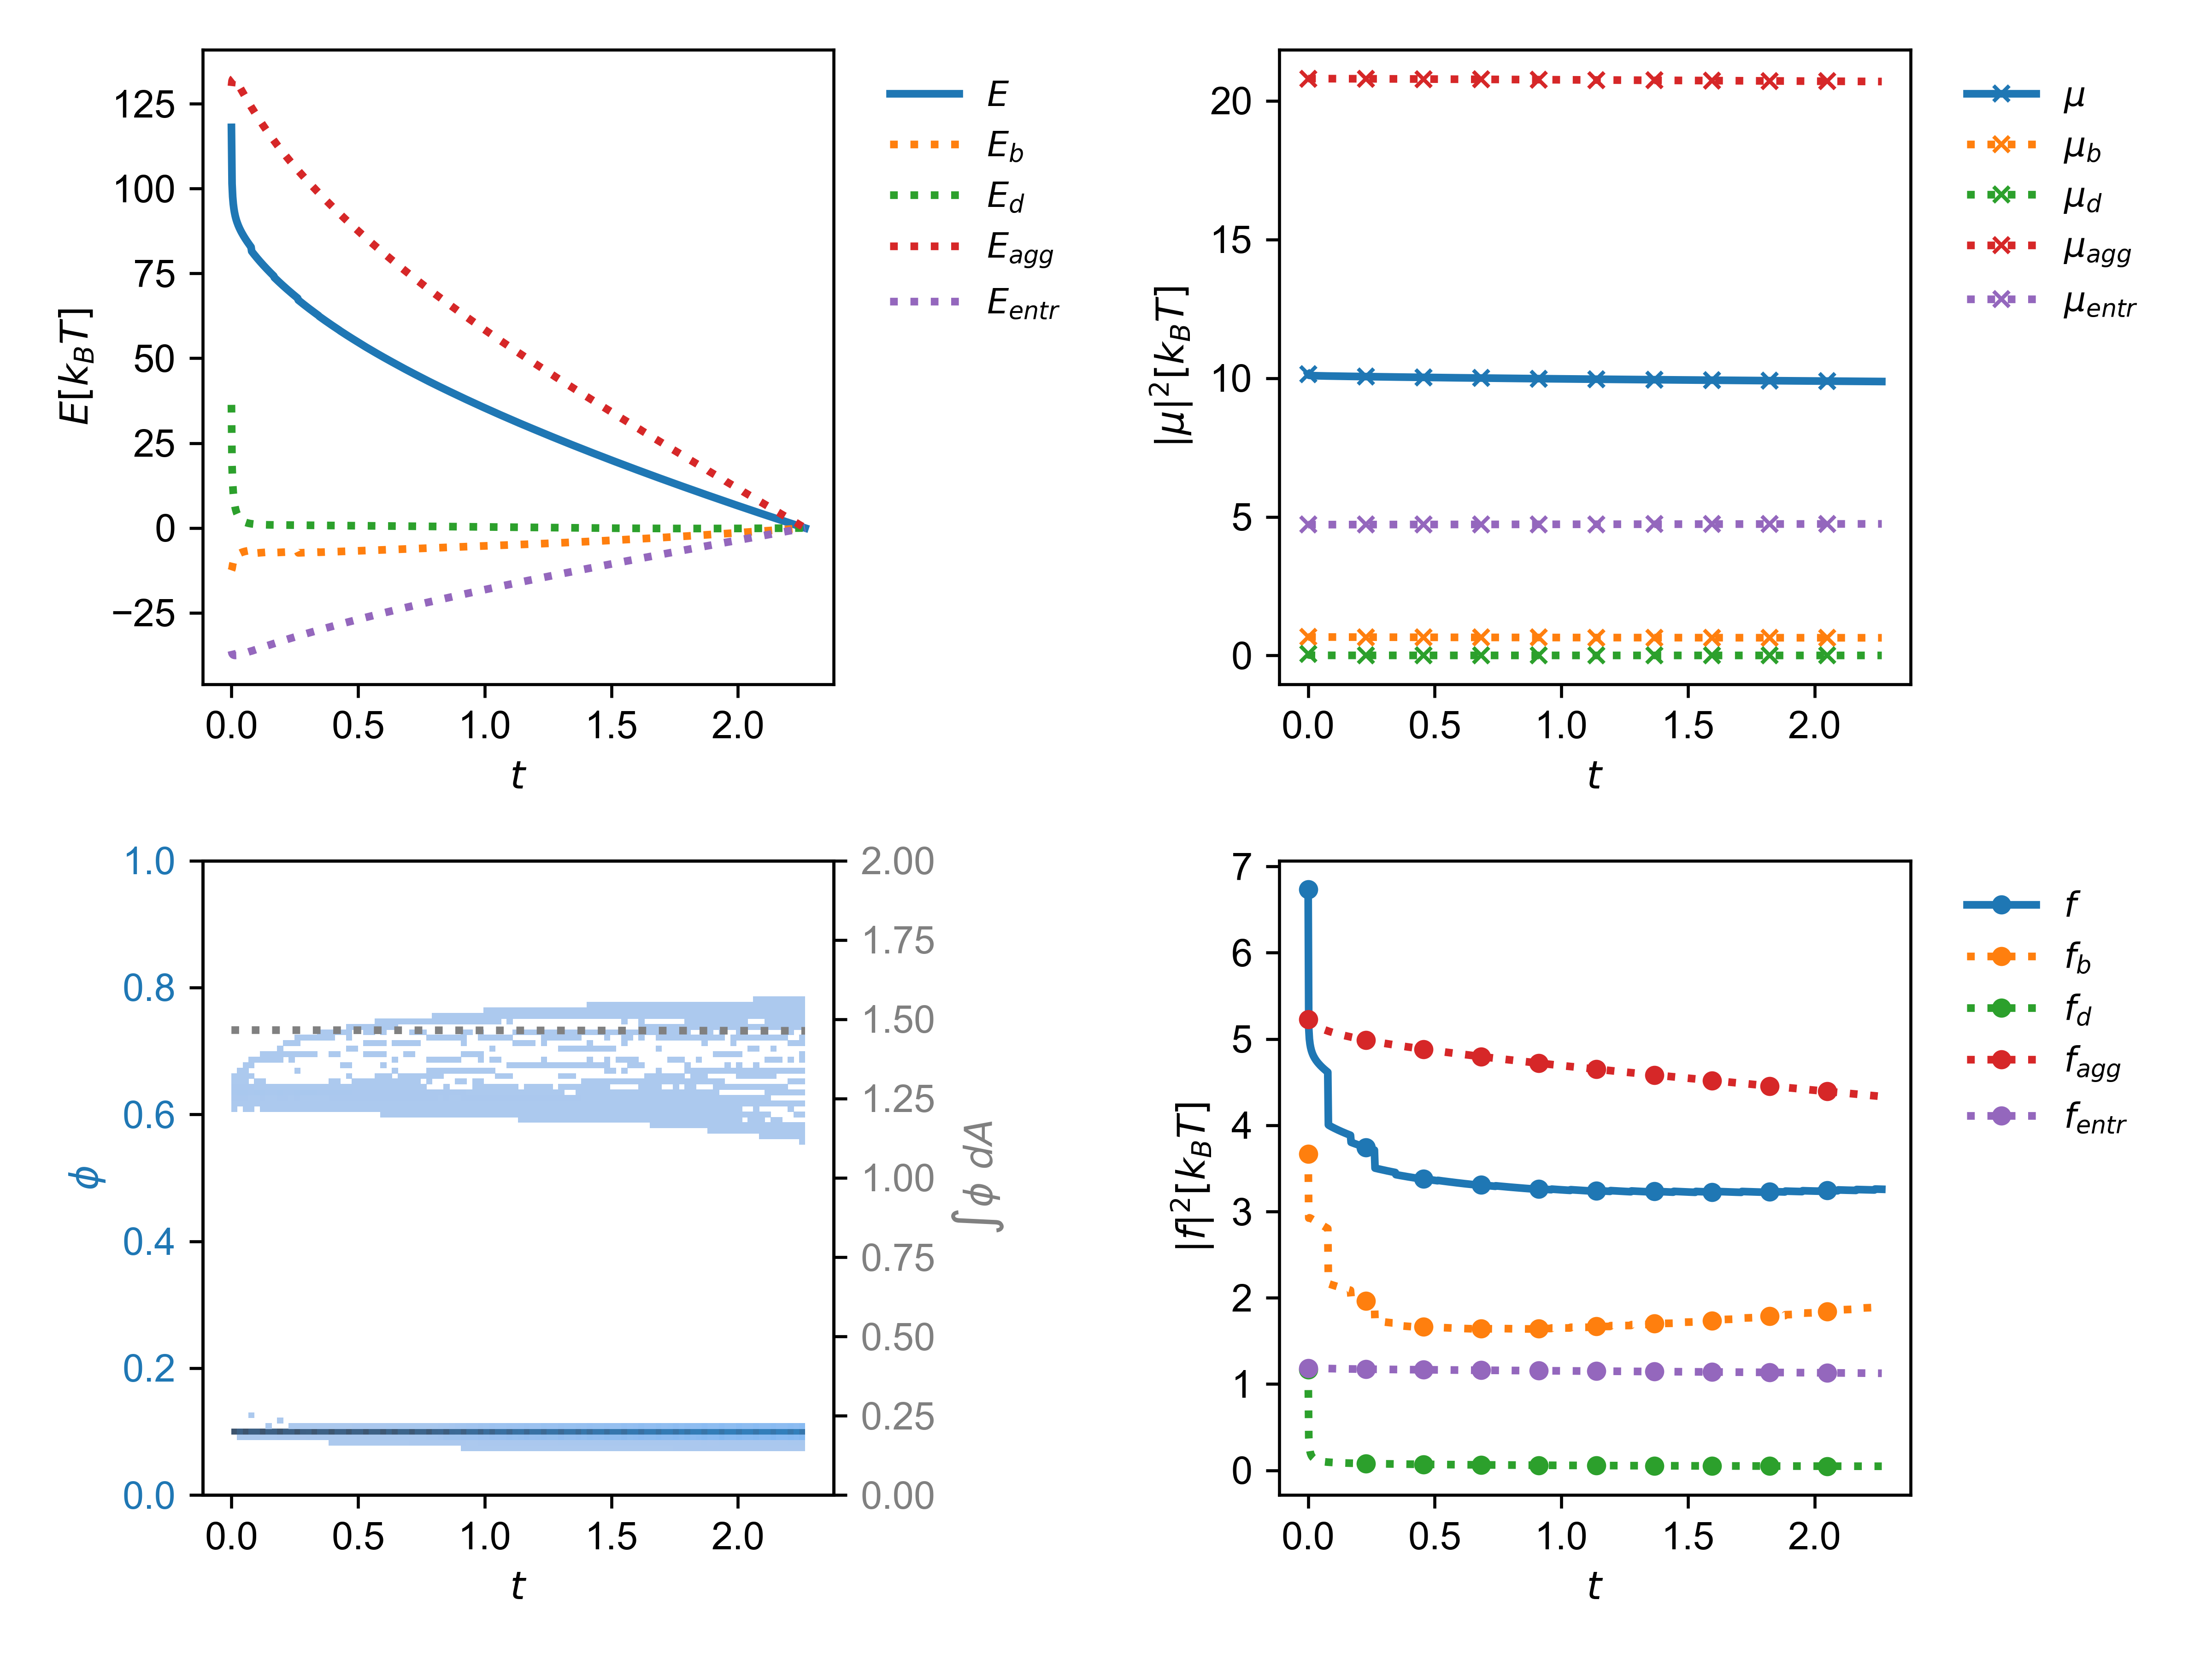 125
100
75
50
25
0
−25
E[k_BT]
0.0 0.5 1.0 1.5 2.0
t
E
E_b
E_d
E_agg
E_entr
20
15
10
5
0
|μ|²[k_BT]
0.0 0.5 1.0 1.5 2.0
t
μ
μ_b
μ_d
μ_agg
μ_entr
1.0
0.8
0.6
0.4
0.2
0.0
ϕ
0.0 0.5 1.0 1.5 2.0
t
2.00
1.75
1.50
1.25
1.00
0.75
0.50
0.25
0.00
∫ϕ dA
7
6
5
4
3
2
1
0
|f|²[k_BT]
0.0 0.5 1.0 1.5 2.0
t
f
f_b
f_d
f_agg
f_entr